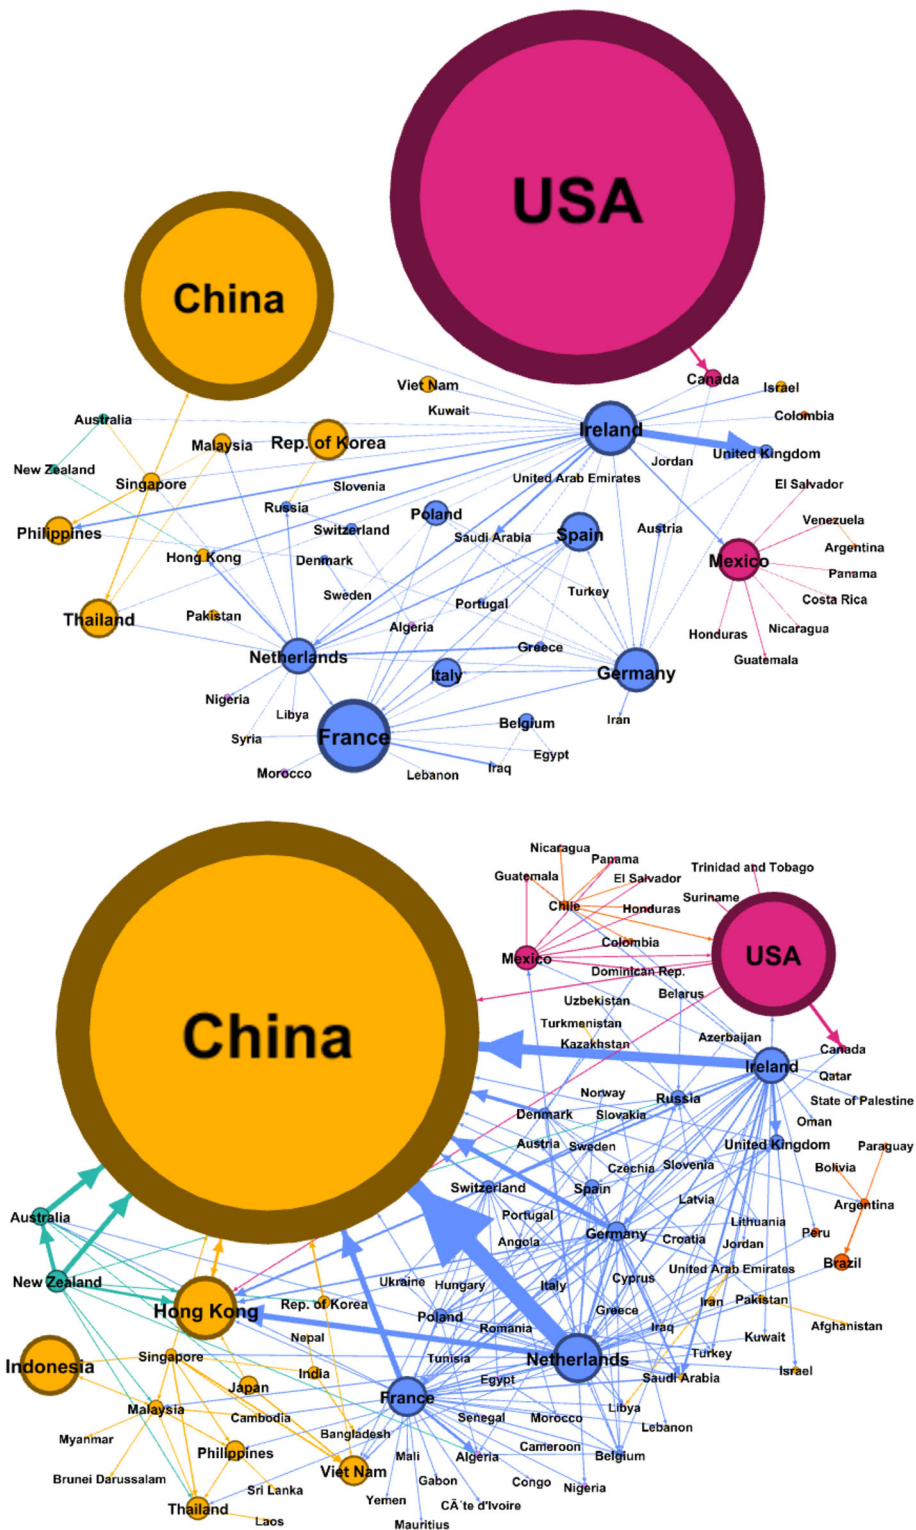 USA
China
Canada
Viet Nam
Israel
Kuwait
Colombia
Australia
Ireland
Malaysia
Rep. of Korea
United Kingdom
Jordan
New Zealand
United Arab Emirates
Singapore
Slovenia
El Salvador
Russia
Poland
Venezuela
Philippines
Switzerland
Saudi Arabia
Spain
Austria
Argentina
Hong Kong
Denmark
Mexico
Panama
Sweden
Turkey
Costa Rica
Portugal
Thailand
Pakistan
Algeria
Nicaragua
Honduras
Greece
Netherlands
Guatemala
Italy
Germany
Nigeria
Libya
Iran
Belgium
Syria
France
Egypt
Iraq
Morocco
Lebanon
Nicaragua
Panama
Trinidad and Tobago
Guatemala
El Salvador
Suriname
Chile
Honduras
Colombia
USA
Mexico
Dominican Rep.
Belarus
Uzbekistan
Turkmenistan
China
Azerbaijan
Kazakhstan
Canada
Ireland
Qatar
Norway
Russia
State of Palestine
Denmark
Slovakia
Oman
Austria
Sweden
United Kingdom
Paraguay
Czechia
Slovenia
Bolivia
Switzerland
Spain
Latvia
Argentina
Australia
Portugal
Lithuania
Germany
Peru
Angola
Croatia
Jordan
Brazil
United Arab Emirates
New Zealand
Ukraine
Hungary
Italy
Cyprus
Hong Kong
Rep. of Korea
Iran
Pakistan
Poland
Greece
Romania
Iraq
Afghanistan
Nepal
Kuwait
Singapore
Tunisia
Netherlands
Turkey
Indonesia
India
Egypt
Saudi Arabia
Israel
Japan
France
Malaysia
Libya
Cambodia
Senegal
Morocco
Lebanon
Bangladesh
Myanmar
Philippines
Mali
Algeria
Cameroon
Belgium
Viet Nam
Brunei Darussalam
Gabon
Congo
Nigeria
Sri Lanka
Yemen
CÃ´te d'Ivoire
Thailand
Laos
Mauritius